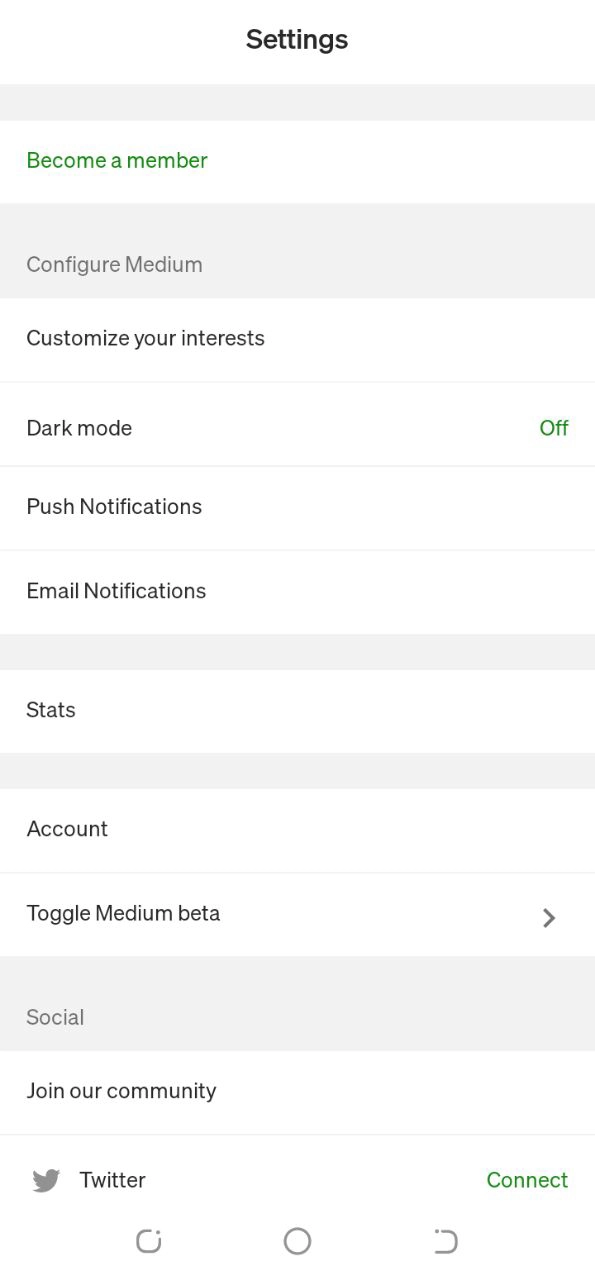 Settings
Become a member
Configure Medium
Customize your interests
Dark mode Off
Push Notifications
Email Notifications
Stats
Account
Toggle Medium beta
Social
Join our community
Twitter Connect